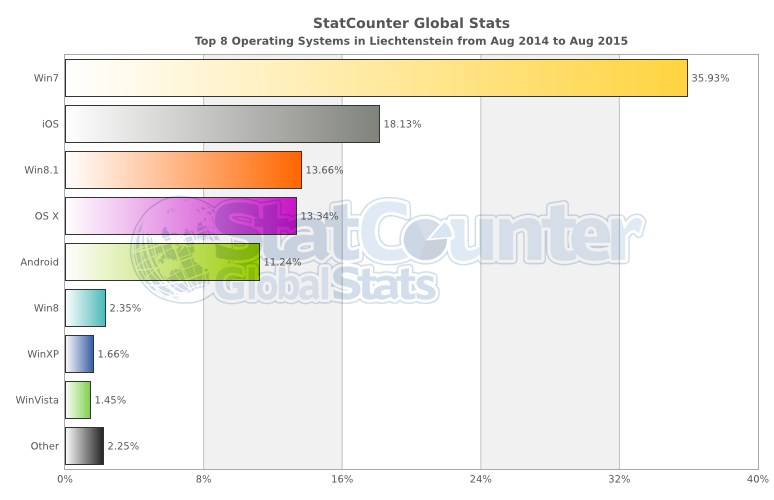 StatCounter Global Stats
Top 8 Operating Systems in Liechtenstein from Aug 2014 to Aug 2015
Win7 35.93%
iOS 18.13%
Win8.1 13.66%
OS X 13.34%
StatCounter
Android 11.24%
GlobalStats
Win8 2.35%
WinXP 1.66%
WinVista 1.45%
Other 2.25%
0% 8% 16% 24% 32% 40%